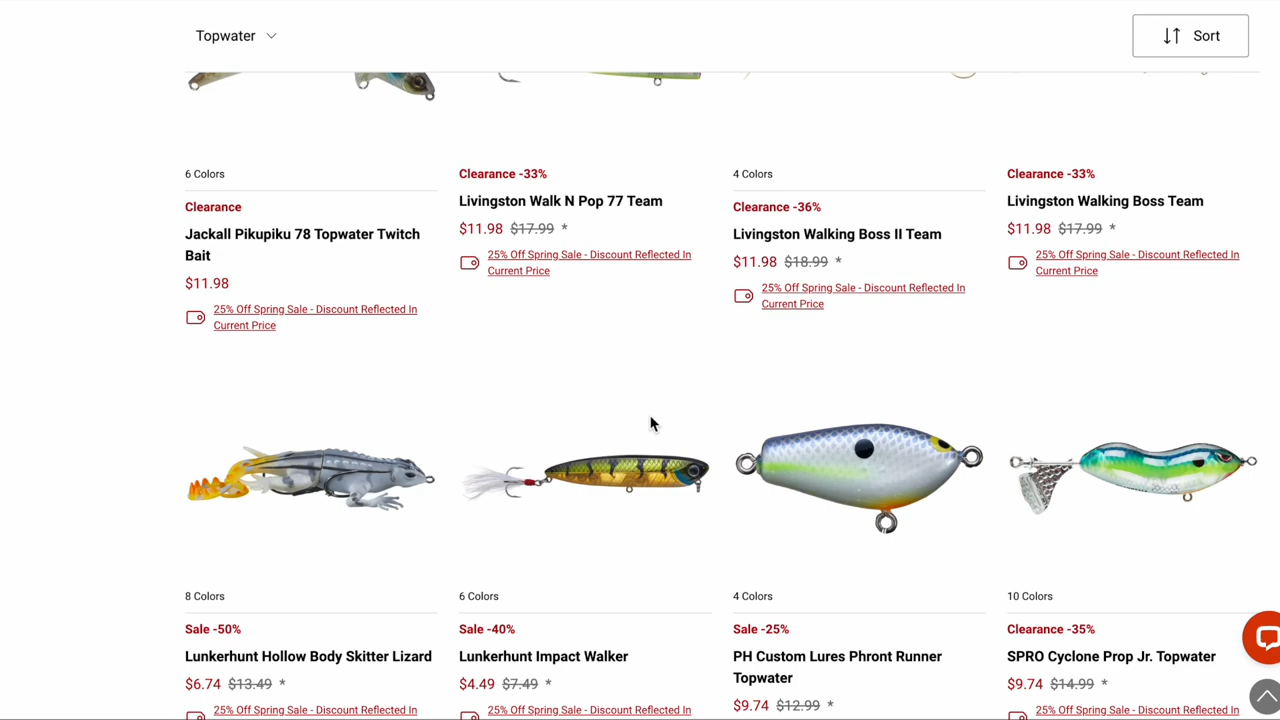 Topwater
Sort
6 Colors
Clearance
Jackall Pikupiku 78 Topwater Twitch
Bait
$11.98
25% Off Spring Sale - Discount Reflected In
Current Price
Clearance -33%
Livingston Walk N Pop 77 Team
$11.98 $17.99 *
25% Off Spring Sale - Discount Reflected In
Current Price
4 Colors
Clearance -36%
Livingston Walking Boss II Team
$11.98 $18.99 *
25% Off Spring Sale - Discount Reflected In
Current Price
Clearance -33%
Livingston Walking Boss Team
$11.98 $17.99 *
25% Off Spring Sale - Discount Reflected In
Current Price
8 Colors
Sale -50%
Lunkerhunt Hollow Body Skitter Lizard
$6.74 $13.49 *
25% Off Spring Sale - Discount Reflected In
6 Colors
Sale -40%
Lunkerhunt Impact Walker
$4.49 $7.49 *
25% Off Spring Sale - Discount Reflected In
4 Colors
Sale -25%
PH Custom Lures Phront Runner
Topwater
$9.74 $12.99 *
10 Colors
Clearance -35%
SPRO Cyclone Prop Jr. Topwater
$9.74 $14.99 *
25% Off Spring Sale - Discount Reflected In